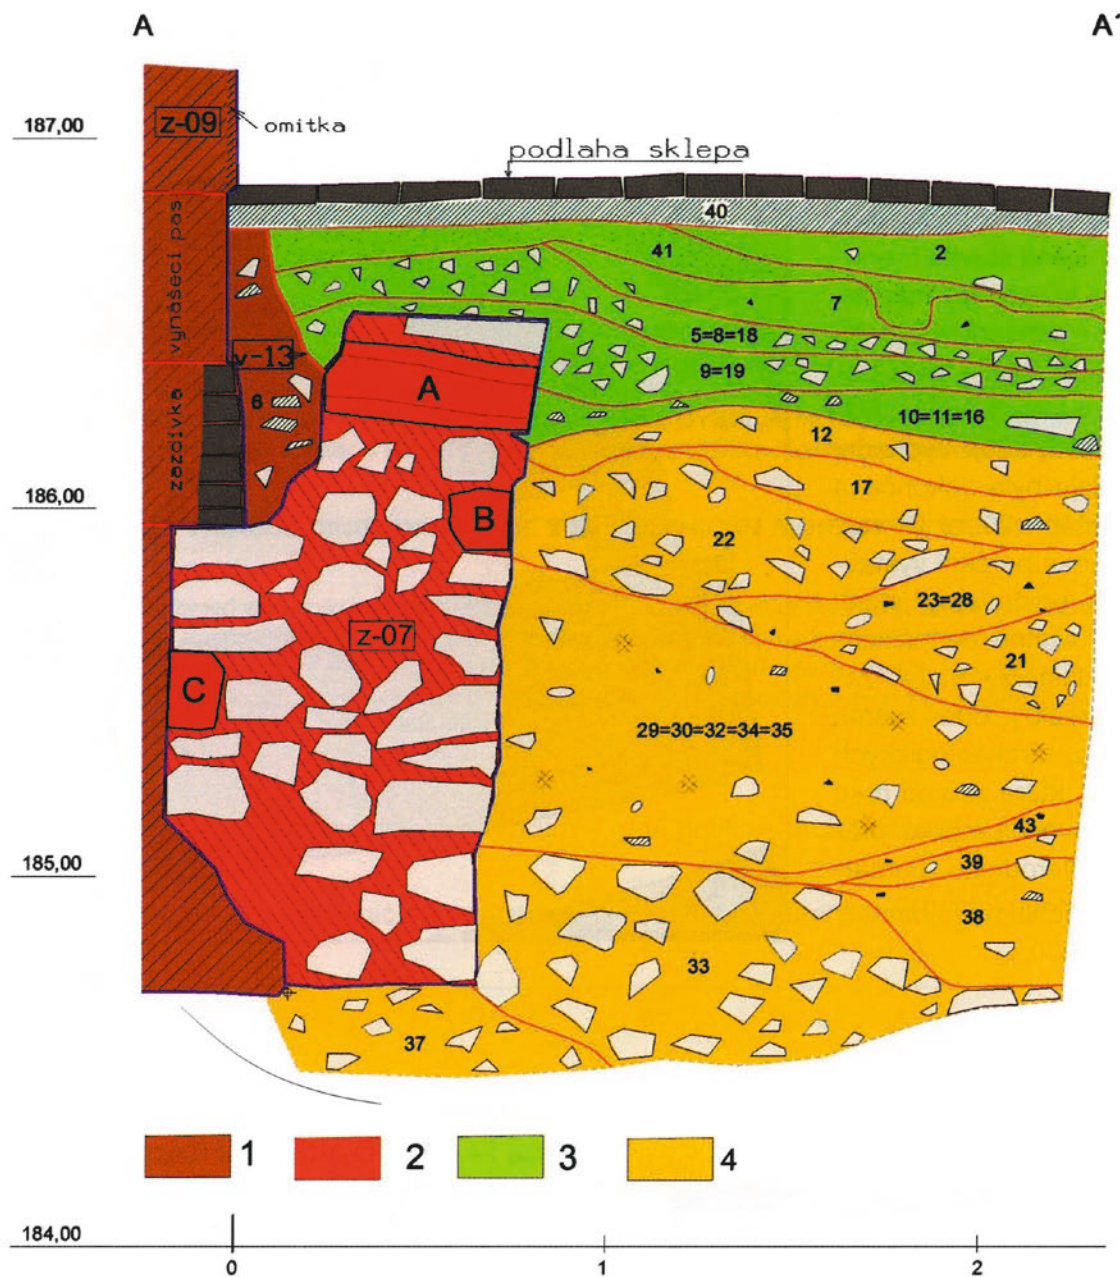 A A'
187,00
z-09
omitka
podlaha sklepa
40
vynášecí pas
41
2
7
5=8=18
v-13
9=19
A
6
10=11=16
zazdívka
12
17
186,00
B
22
23=28
z-07
21
C
29=30=32=34=35
43
185,00
39
38
33
37
1 2 3 4
184,00
0 1 2